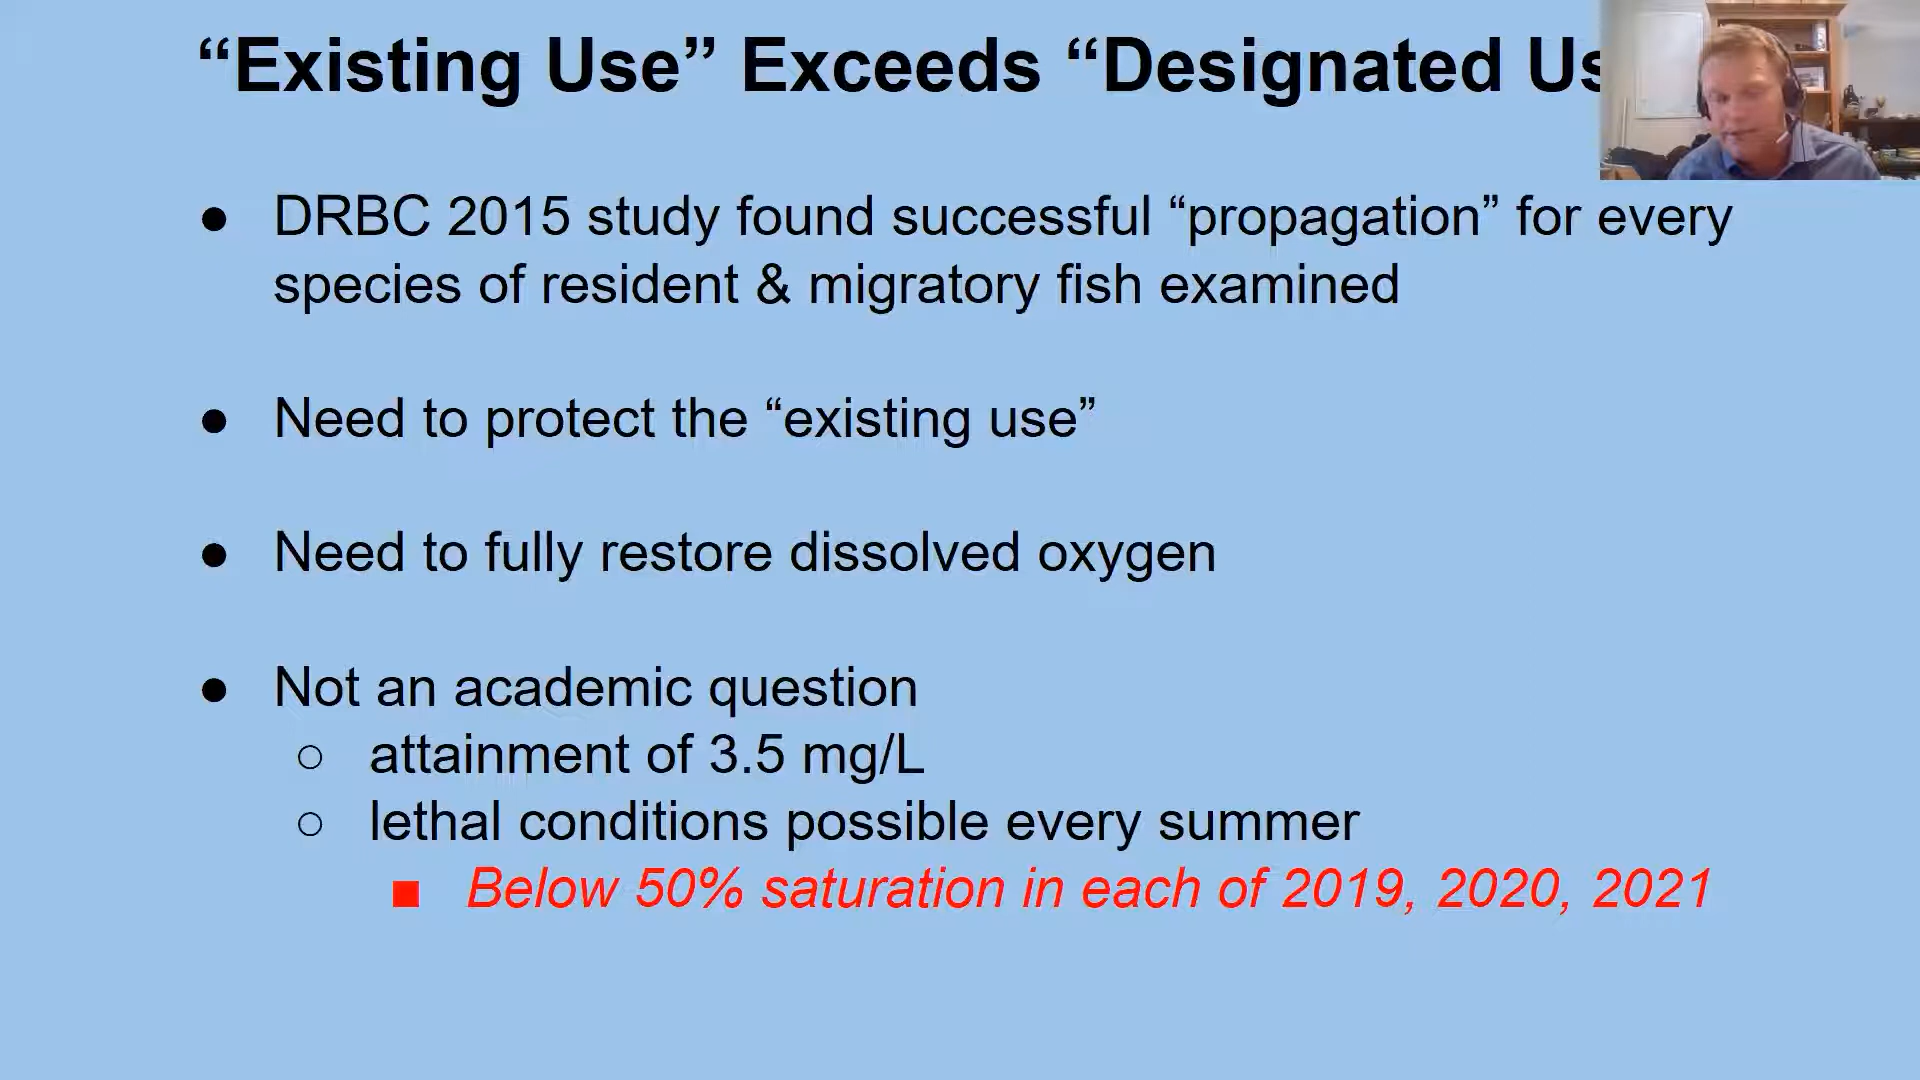 “Existing Use” Exceeds “Designated
● DRBC 2015 study found successful “propagation” for every
species of resident & migratory fish examined
● Need to protect the “existing use”
● Need to fully restore dissolved oxygen
● Not an academic question
○ attainment of 3.5 mg/L
○ lethal conditions possible every summer
■ Below 50% saturation in each of 2019, 2020, 2021